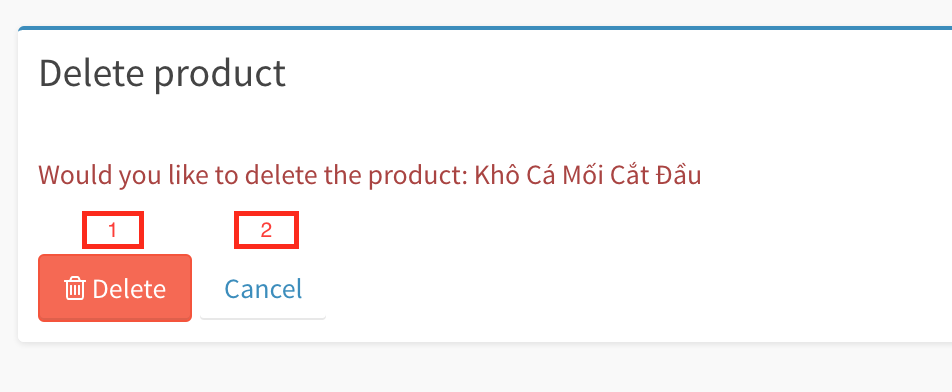 Delete product
Would you like to delete the product: Khô Cá Mối Cắt Đầu
1 2
Delete Cancel